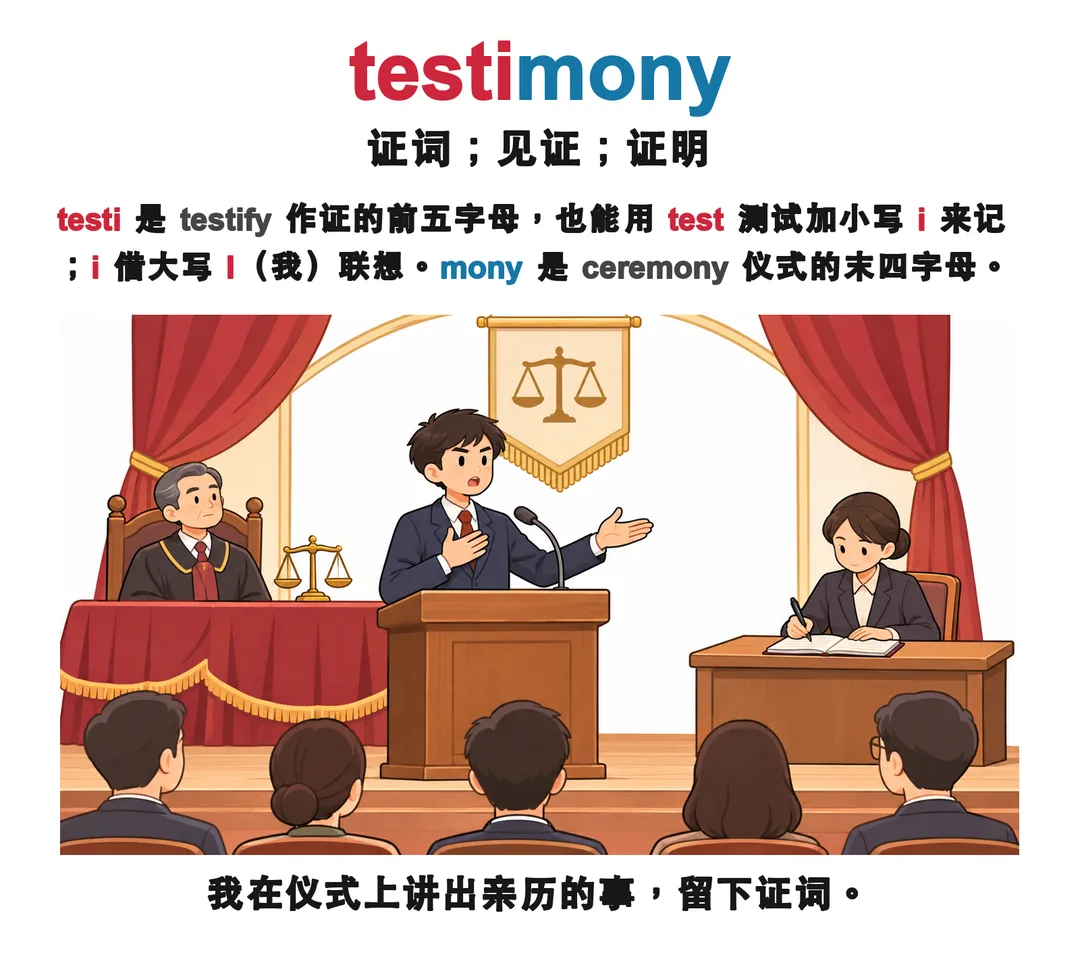 testimony
证词；见证；证明
testi 是 testify 作证的前五字母，也能用 test 测试加小写 i 来记
；i 借大写 I（我）联想。mony 是 ceremony 仪式的末四字母。
我在仪式上讲出亲历的事，留下证词。